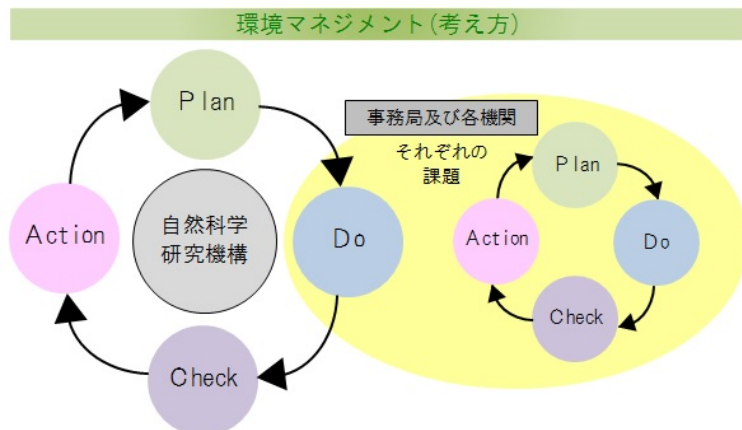 環境マネジメント(考え方)
Plan
Do
Check
Action
自然科学
研究機構
事務局及び各機関
それぞれの
課題
Plan
Do
Check
Action